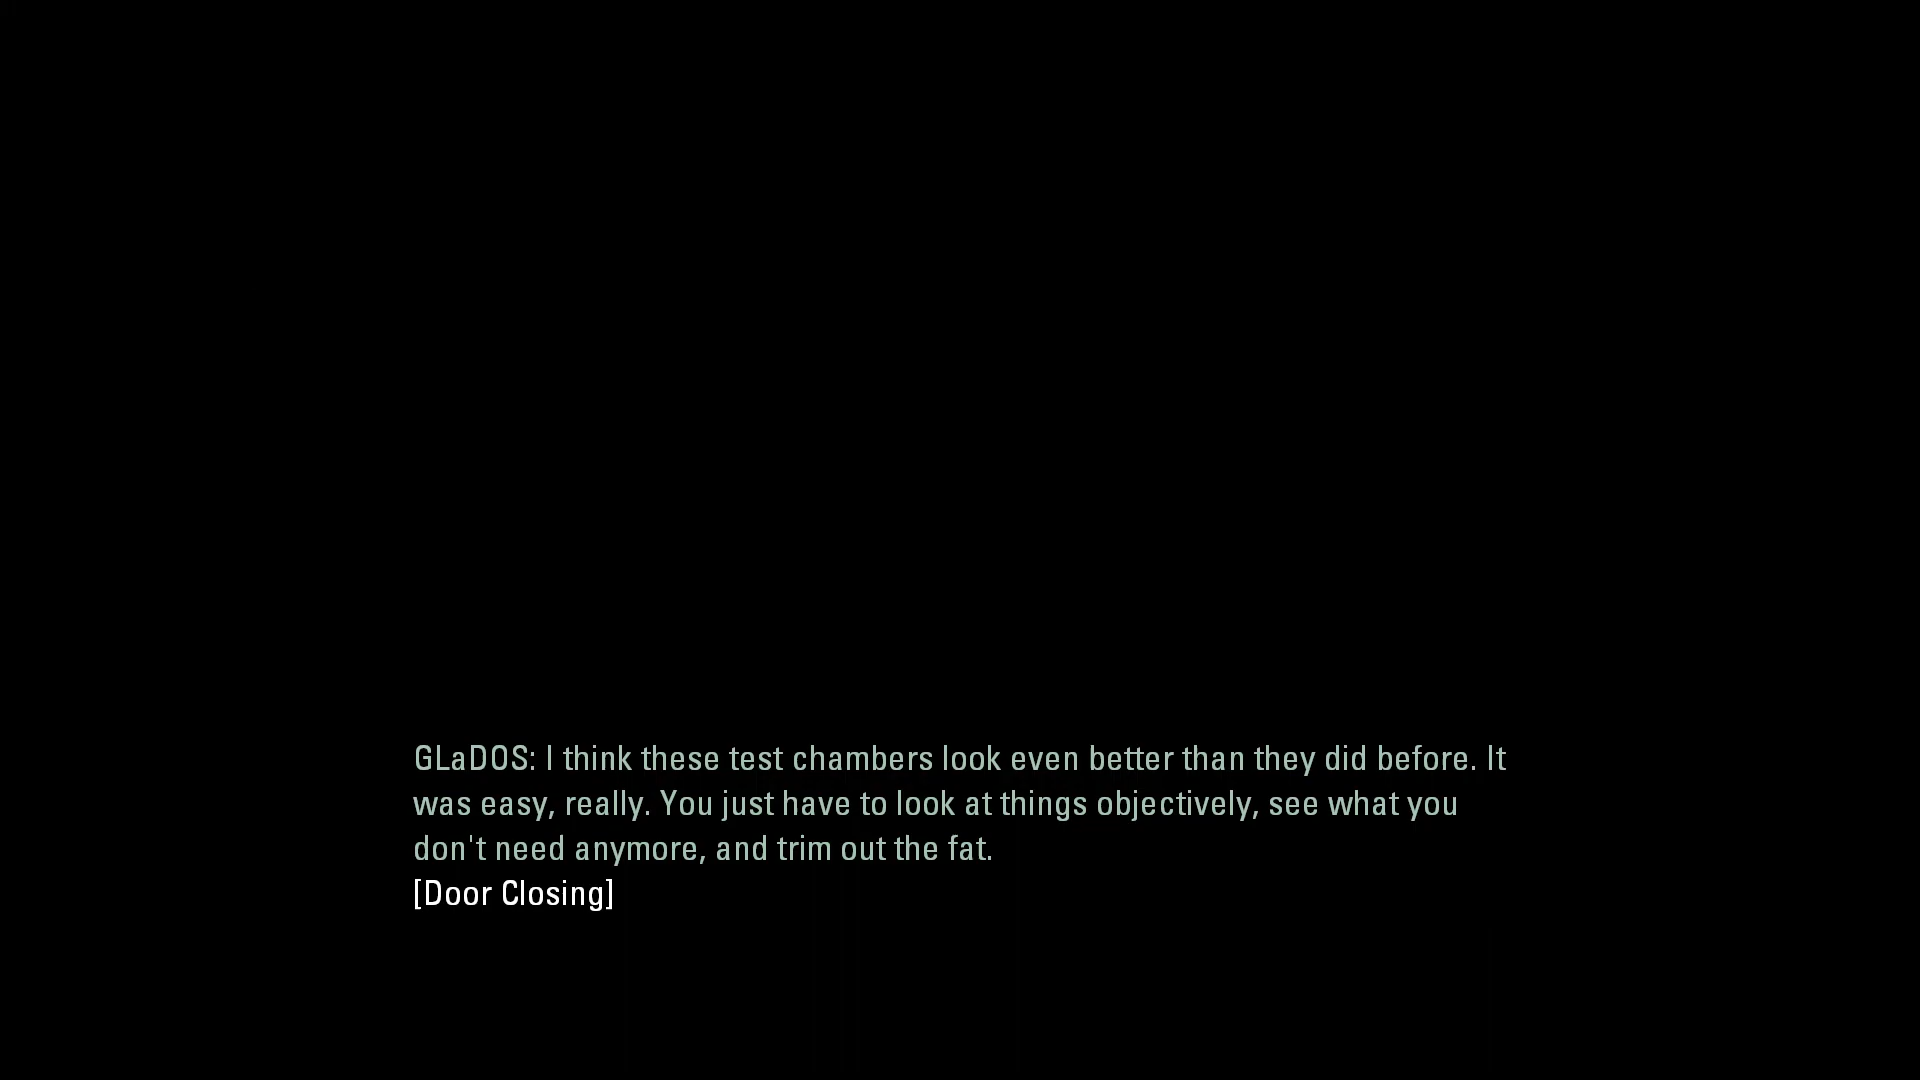 GLaDOS: I think these test chambers look even better than they did before. It
was easy, really. You just have to look at things objectively, see what you
don't need anymore, and trim out the fat.
[Door Closing]